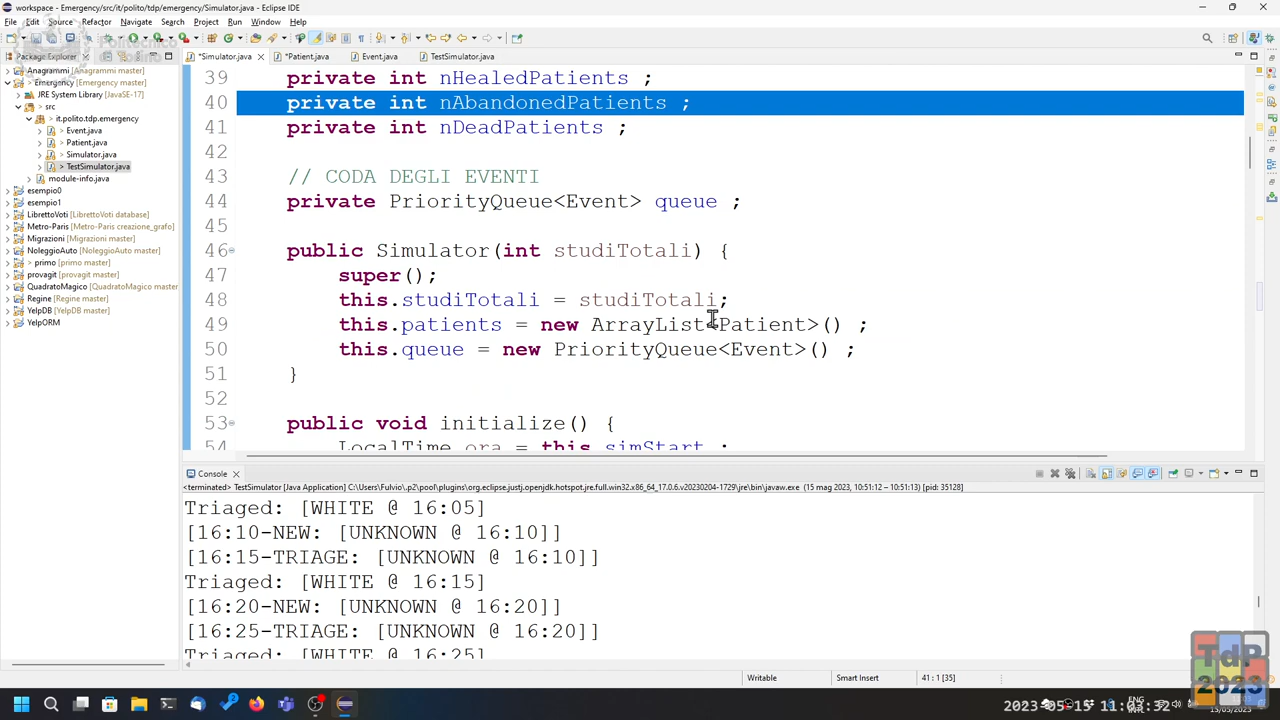 workspace - Emergency/src/it/polito/tdp/emergency/Simulator.java - Eclipse IDE
File Edit Source Refactor Navigate Search Project Run Window Help
Package Explorer
*Simulator.java
*Patient.java
Event.java
TestSimulator.java
Anagrammi [Anagrammi master]
> Emergency [Emergency master]
JRE System Library [JavaSE-17]
> src
> it.polito.tdp.emergency
> Event.java
> Patient.java
> Simulator.java
> TestSimulator.java
> module-info.java
esempio0
esempio1
LibrettoVoti [LibrettoVoti database]
Metro-Paris [Metro-Paris creazione_grafo]
Migrazioni [Migrazioni master]
NoleggioAuto [NoleggioAuto master]
> primo [primo master]
provagit [provagit master]
QuadratoMagico [QuadratoMagico master]
Regine [Regine master]
YelpDB [YelpDB master]
YelpORM
39 private int nHealedPatients ;
40 private int nAbandonedPatients ;
41 private int nDeadPatients ;
42
43 // CODA DEGLI EVENTI
44 private PriorityQueue<Event> queue ;
45
46 public Simulator(int studiTotali) {
47 super();
48 this.studiTotali = studiTotali;
49 this.patients = new ArrayList<Patient>() ;
50 this.queue = new PriorityQueue<Event>() ;
51 }
52
53 public void initialize() {
54 LocalTime ora = this.simStart ;
Console
<terminated> TestSimulator [Java Application] C:\Users\Fulvio\.p2\pool\plugins\org.eclipse.justj.openjdk.hotspot.jre.full.win32.x86_64_17.0.6.v20230204-1729\jre\bin\javaw.exe (15 mag 2023, 10:51:12 – 10:51:13) [pid: 35128]
Triaged: [WHITE @ 16:05]
[16:10-NEW: [UNKNOWN @ 16:10]]
[16:15-TRIAGE: [UNKNOWN @ 16:10]]
Triaged: [WHITE @ 16:15]
[16:20-NEW: [UNKNOWN @ 16:20]]
[16:25-TRIAGE: [UNKNOWN @ 16:20]]
Triaged: [WHITE @ 16:25]
Writable
Smart Insert
41 : 1 [35]
TdP
2023
ENG